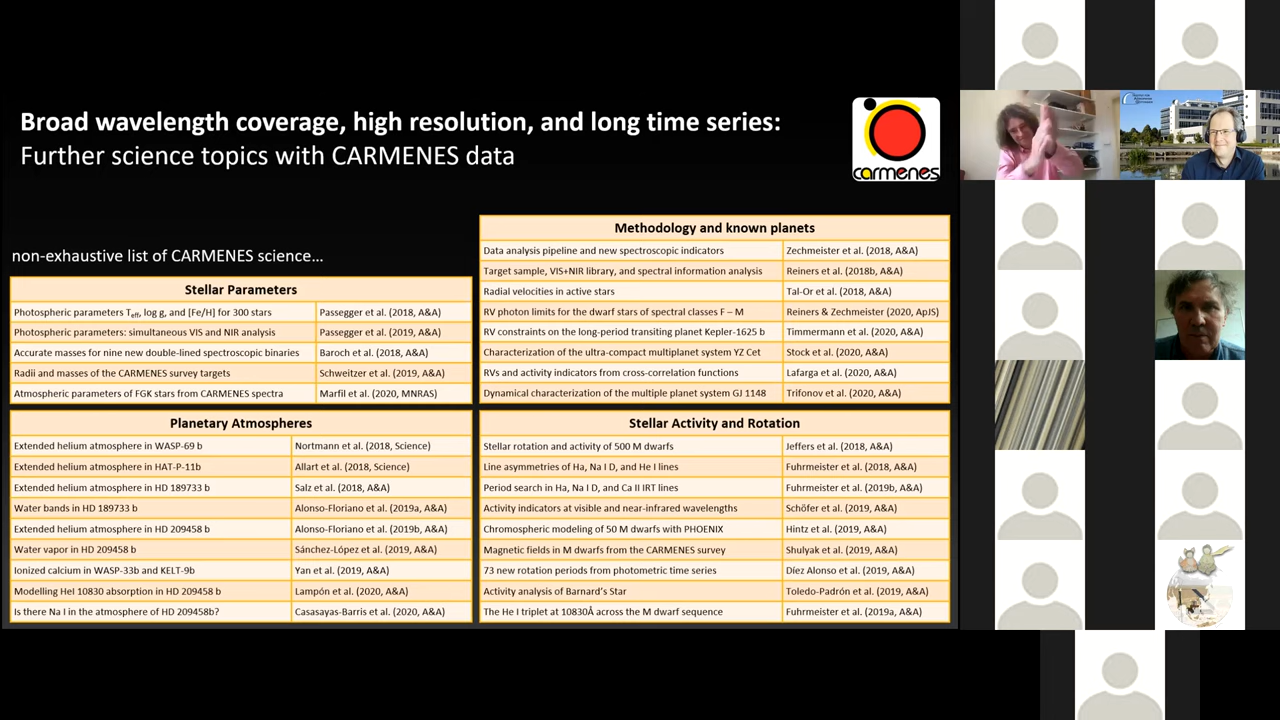 Broad wavelength coverage, high resolution, and long time series:
Further science topics with CARMENES data
carmenes
non-exhaustive list of CARMENES science...
Stellar Parameters
Photospheric parameters Teff, log g, and [Fe/H] for 300 stars Passegger et al. (2018, A&A)
Photospheric parameters: simultaneous VIS and NIR analysis Passegger et al. (2019, A&A)
Accurate masses for nine new double-lined spectroscopic binaries Baroch et al. (2018, A&A)
Radii and masses of the CARMENES survey targets Schweitzer et al. (2019, A&A)
Atmospheric parameters of FGK stars from CARMENES spectra Marfil et al. (2020, MNRAS)
Methodology and known planets
Data analysis pipeline and new spectroscopic indicators Zechmeister et al. (2018, A&A)
Target sample, VIS+NIR library, and spectral information analysis Reiners et al. (2018b, A&A)
Radial velocities in active stars Tal-Or et al. (2018, A&A)
RV photon limits for the dwarf stars of spectral classes F – M Reiners & Zechmeister (2020, ApJS)
RV constraints on the long-period transiting planet Kepler-1625 b Timmermann et al. (2020, A&A)
Characterization of the ultra-compact multiplanet system YZ Cet Stock et al. (2020, A&A)
RVs and activity indicators from cross-correlation functions Lafarga et al. (2020, A&A)
Dynamical characterization of the multiple planet system GJ 1148 Trifonov et al. (2020, A&A)
Planetary Atmospheres
Extended helium atmosphere in WASP-69 b Nortmann et al. (2018, Science)
Extended helium atmosphere in HAT-P-11b Allart et al. (2018, Science)
Extended helium atmosphere in HD 189733 b Salz et al. (2018, A&A)
Water bands in HD 189733 b Alonso-Floriano et al. (2019a, A&A)
Extended helium atmosphere in HD 209458 b Alonso-Floriano et al. (2019b, A&A)
Water vapor in HD 209458 b Sánchez-López et al. (2019, A&A)
Ionized calcium in WASP-33b and KELT-9b Yan et al. (2019, A&A)
Modelling HeI 10830 absorption in HD 209458 b Lampón et al. (2020, A&A)
Is there Na I in the atmosphere of HD 209458b? Casasayas-Barris et al. (2020, A&A)
Stellar Activity and Rotation
Stellar rotation and activity of 500 M dwarfs Jeffers et al. (2018, A&A)
Line asymmetries of Ha, Na I D, and He I lines Fuhrmeister et al. (2018, A&A)
Period search in Ha, Na I D, and Ca II IRT lines Fuhrmeister et al. (2019b, A&A)
Activity indicators at visible and near-infrared wavelengths Schöfer et al. (2019, A&A)
Chromospheric modeling of 50 M dwarfs with PHOENIX Hintz et al. (2019, A&A)
Magnetic fields in M dwarfs from the CARMENES survey Shulyak et al. (2019, A&A)
73 new rotation periods from photometric time series Díez Alonso et al. (2019, A&A)
Activity analysis of Barnard's Star Toledo-Padrón et al. (2019, A&A)
The He I triplet at 10830Å across the M dwarf sequence Fuhrmeister et al. (2019a, A&A)